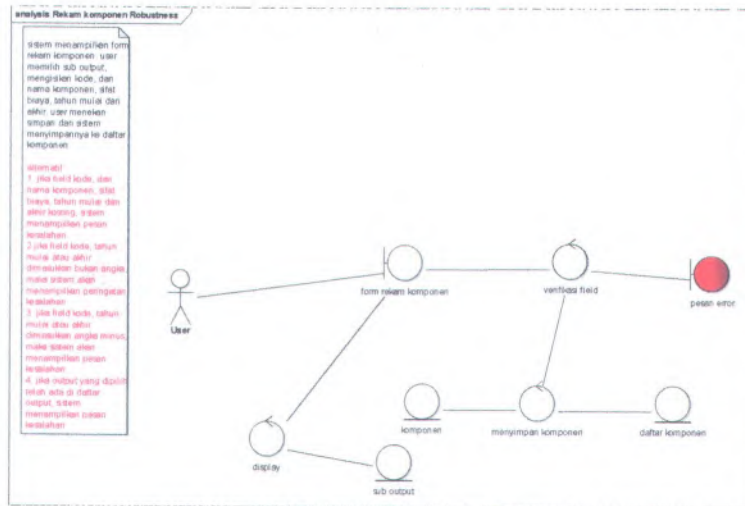 analysis Rekam komponen Robustness
sistem menampilkan form
rekam komponen. user
memilih sub output,
mengisikan kode, dan
nama komponen, sifat
biaya, tahun mulai dan
akhir. user menekan
simpan dan sistem
menyimpannya ke daftar
komponen
alternatif
1. jika field kode, dan
nama komponen, sifat
biaya, tahun mulai dan
akhir kosong, sistem
menampilkan pesan
kesalahan
2.jika field kode, tahun
mulai atau akhir
dimasukkan bukan angka,
maka sistem akan
menampilkan peringatan
kesalahan
3. jika field kode, tahun
mulai atau akhir
dimasukkan angka minus,
maka sistem akan
menampilkan pesan
kesalahan
4. jika output yang dipilih
telah ada di daftar
output, sistem
menampilkan pesan
kesalahan
User
form rekam komponen
verifikasi field
pesan error
komponen
menyimpan komponen
daftar komponen
display
sub output